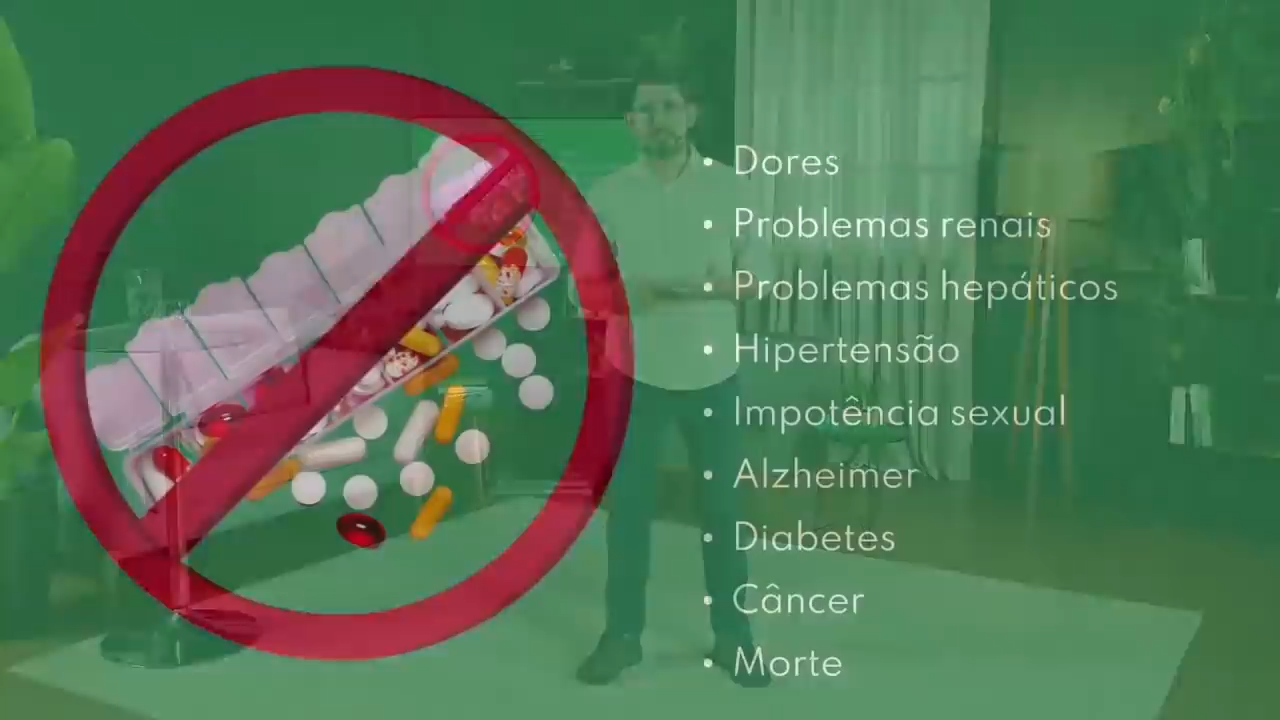 • Dores
• Problemas renais
• Problemas hepáticos
• Hipertensão
• Impotência sexual
• Alzheimer
• Diabetes
• Câncer
• Morte